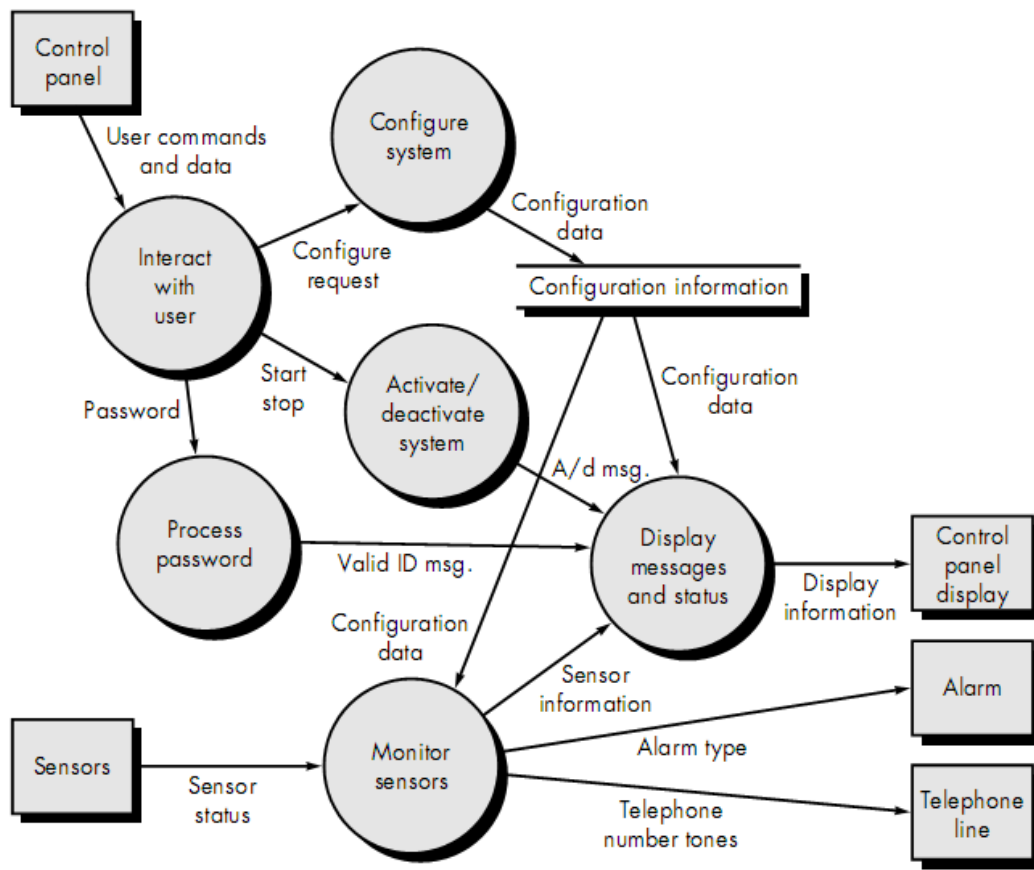 Control
panel
User commands
and data
Configure
system
Configuration
data
Interact
with
user
Configure
request
Configuration information
Start
stop
Activate/
deactivate
system
Configuration
data
Password
A/d msg.
Process
password
Valid ID msg.
Display
messages
and status
Control
panel
display
Display
information
Configuration
data
Sensor
information
Alarm
Sensors
Sensor
status
Monitor
sensors
Alarm type
Telephone
number tones
Telephone
line